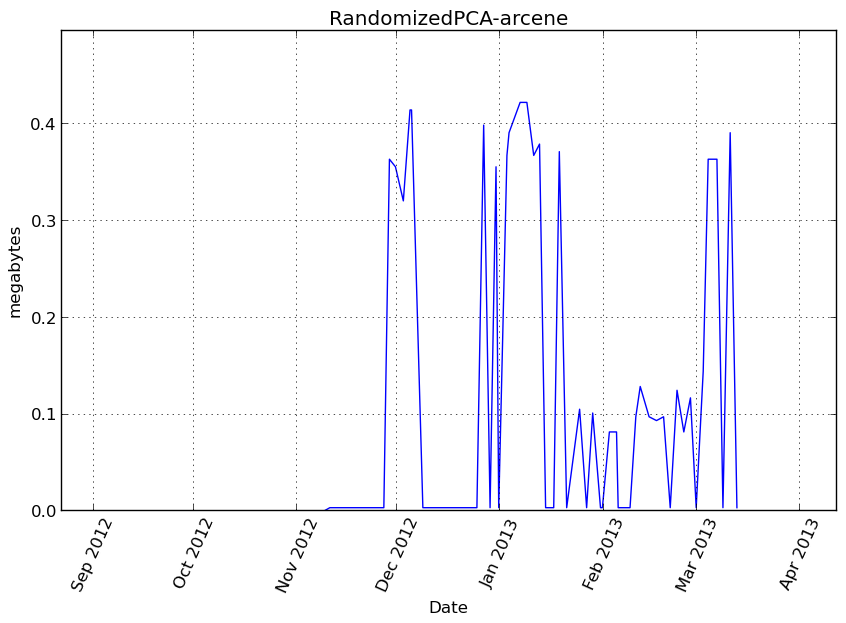 RandomizedPCA-arcene
megabytes
0.4
0.3
0.2
0.1
0.0
Sep 2012
Oct 2012
Nov 2012
Dec 2012
Jan 2013
Feb 2013
Mar 2013
Apr 2013
Date